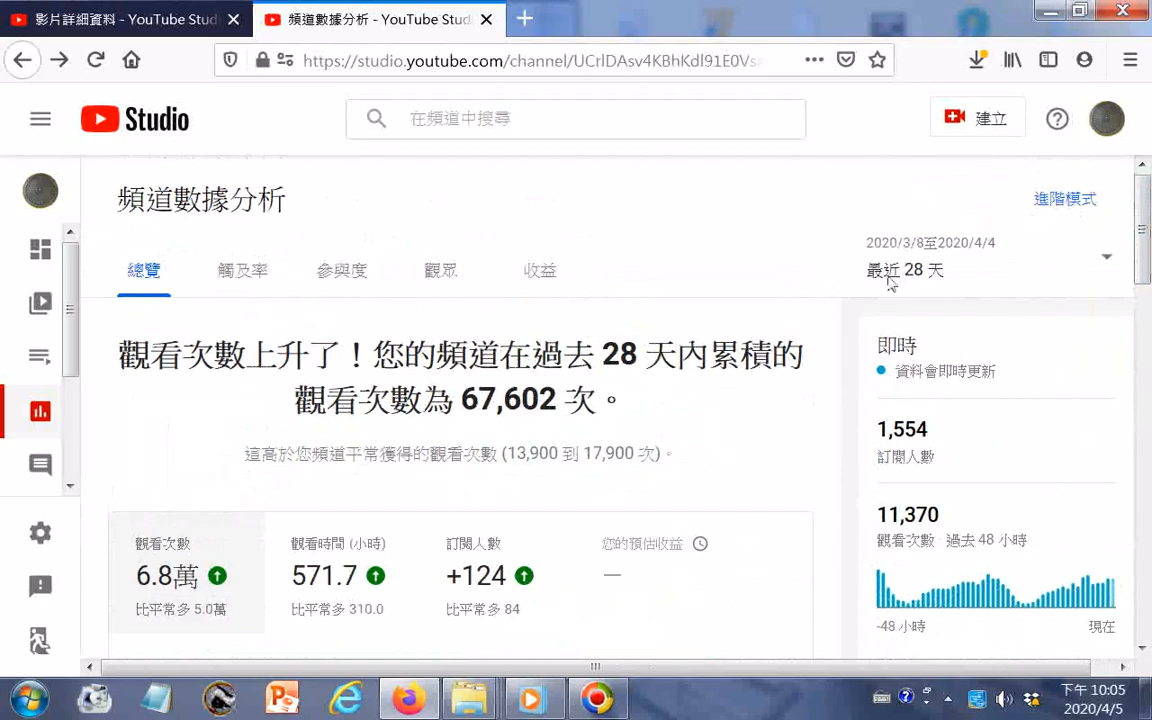 影片詳細資料 - YouTube Stud
頻道數據分析 - YouTube Stud
https://studio.youtube.com/channel/UCrlDAsv4KBhKdl91E0Vs
Studio
在頻道中搜尋
建立
頻道數據分析
進階模式
總覽
觸及率
參與度
觀眾
收益
2020/3/8至2020/4/4
最近 28 天
觀看次數上升了！您的頻道在過去 28 天內累積的
觀看次數為 67,602 次。
這高於您頻道平常獲得的觀看次數 (13,900 到 17,900 次)。
觀看次數
6.8萬
比平常多 5.0萬
觀看時間 (小時)
571.7
比平常多 310.0
訂閱人數
+124
比平常多 84
您的預估收益
—
即時
資料會即時更新
1,554
訂閱人數
11,370
觀看次數 · 過去 48 小時
-48 小時
現在
下午 10:05
2020/4/5